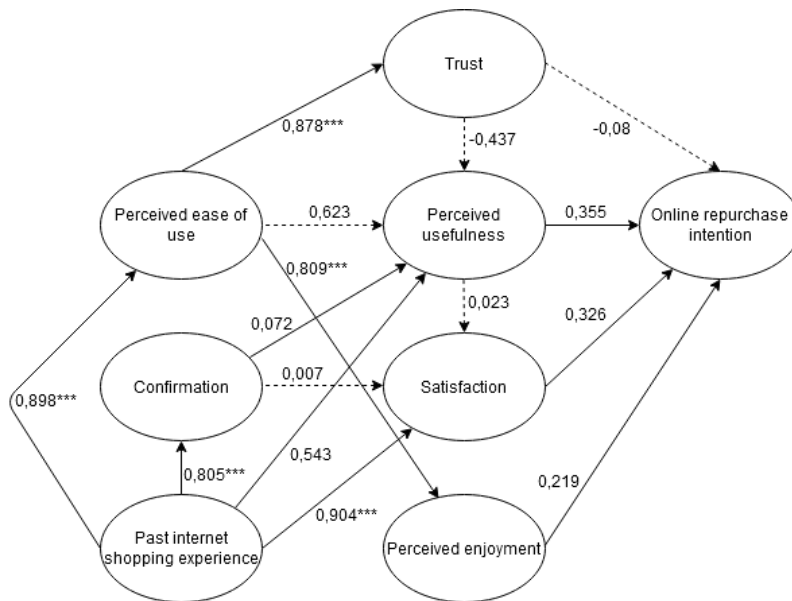 Trust
0,878***
-0,437
-0,08
Perceived ease of
use
0,623
Perceived
usefulness
0,355
Online repurchase
intention
0,809***
0,072
0,023
0,326
Confirmation
0,007
Satisfaction
0,898***
0,805***
0,543
0,904***
0,219
Past internet
shopping experience
Perceived enjoyment